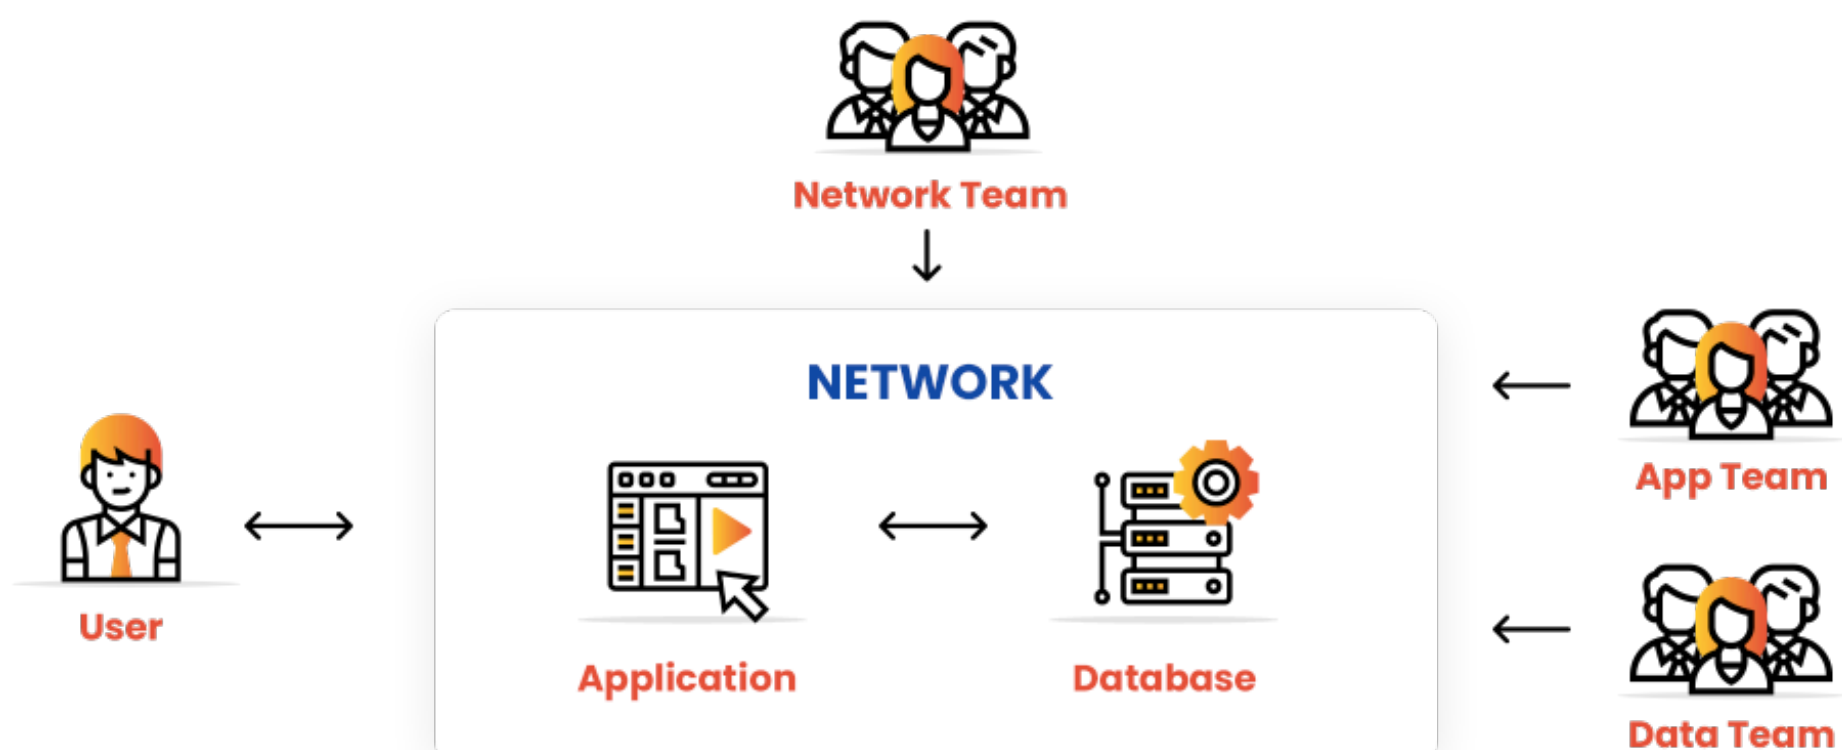 Network Team
NETWORK
App Team
User
Application
Database
Data Team